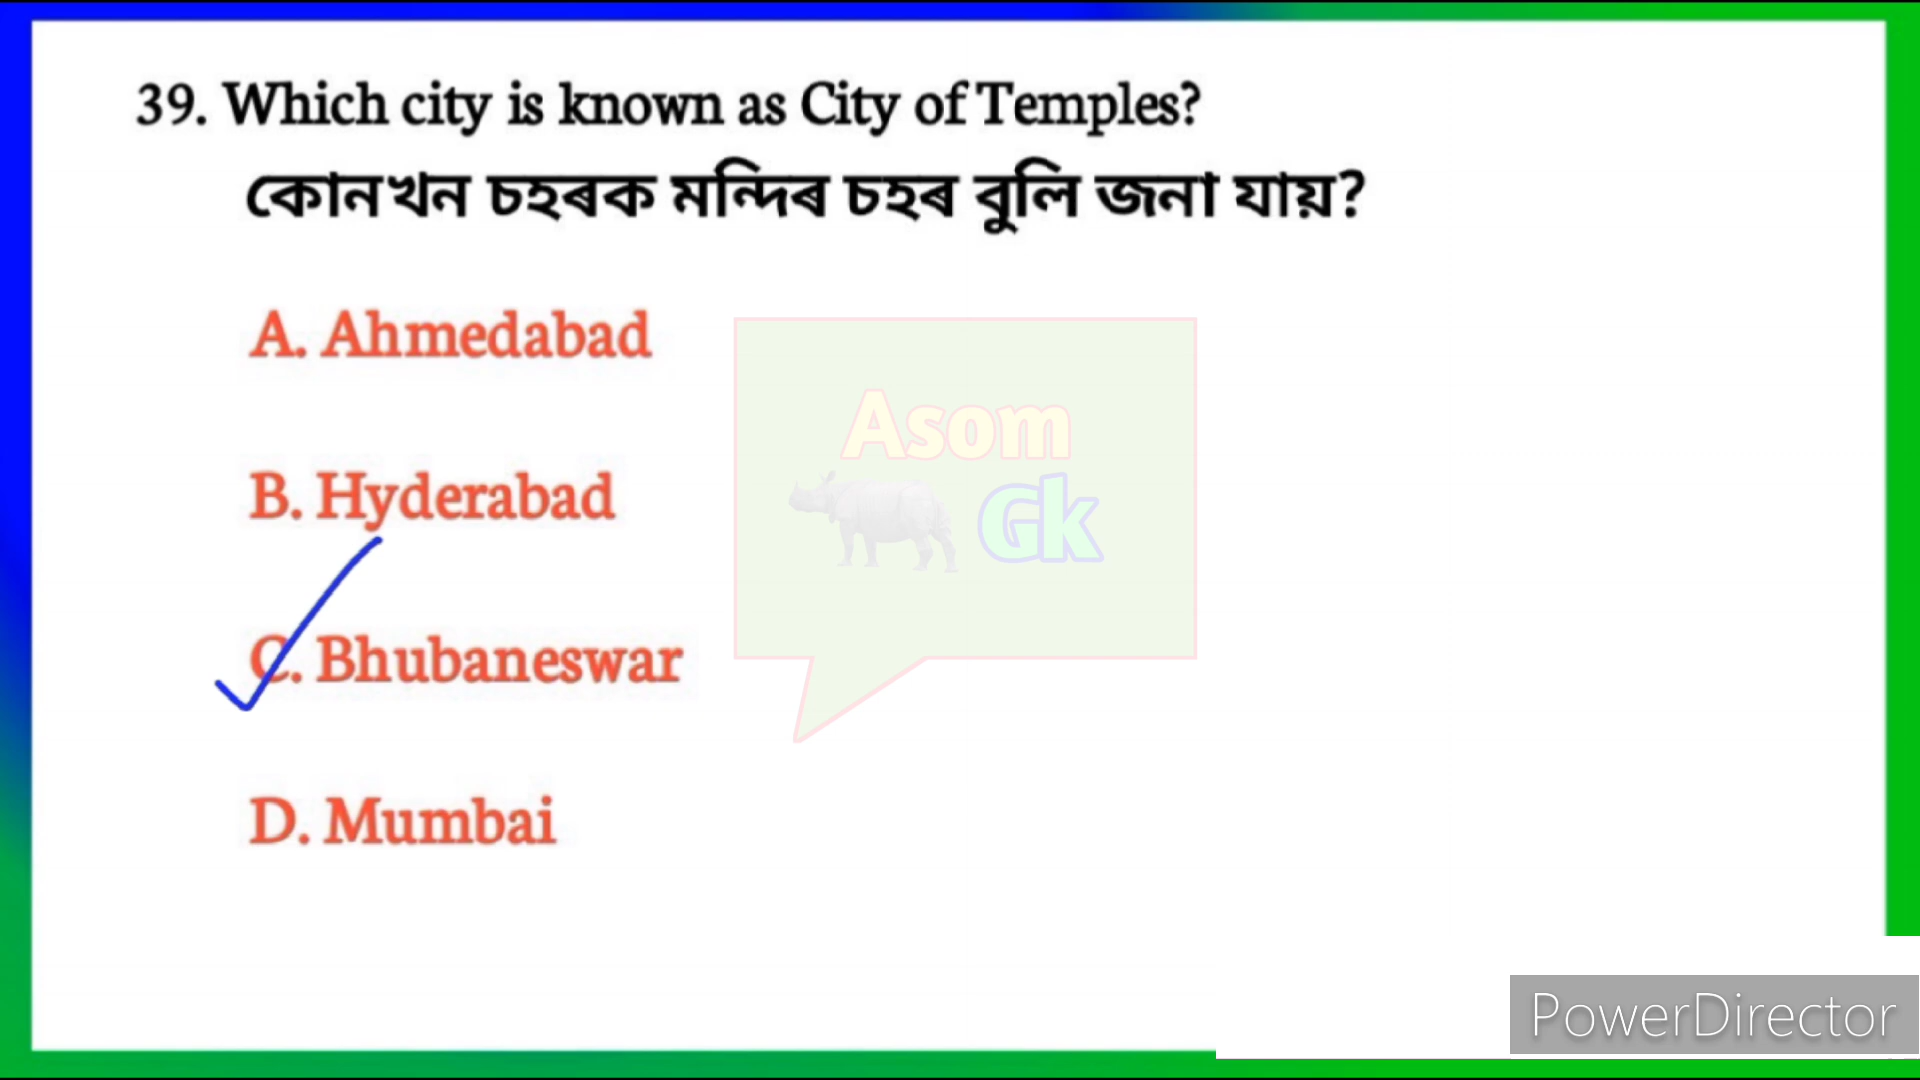 39. Which city is known as City of Temples?
কোনখন চহৰক মন্দিৰ চহৰ বুলি জনা যায়?
A. Ahmedabad
B. Hyderabad
C. Bhubaneswar
D. Mumbai
Asom
Gk
PowerDirector